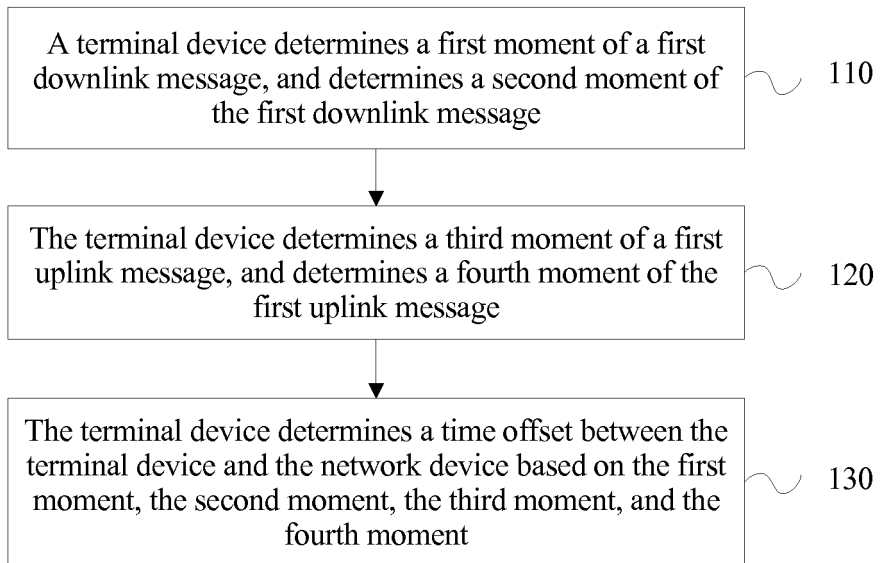 A terminal device determines a first moment of a first
downlink message, and determines a second moment of
the first downlink message
110
The terminal device determines a third moment of a first
uplink message, and determines a fourth moment of the
first uplink message
120
The terminal device determines a time offset between the
terminal device and the network device based on the first
moment, the second moment, the third moment, and the
fourth moment
130